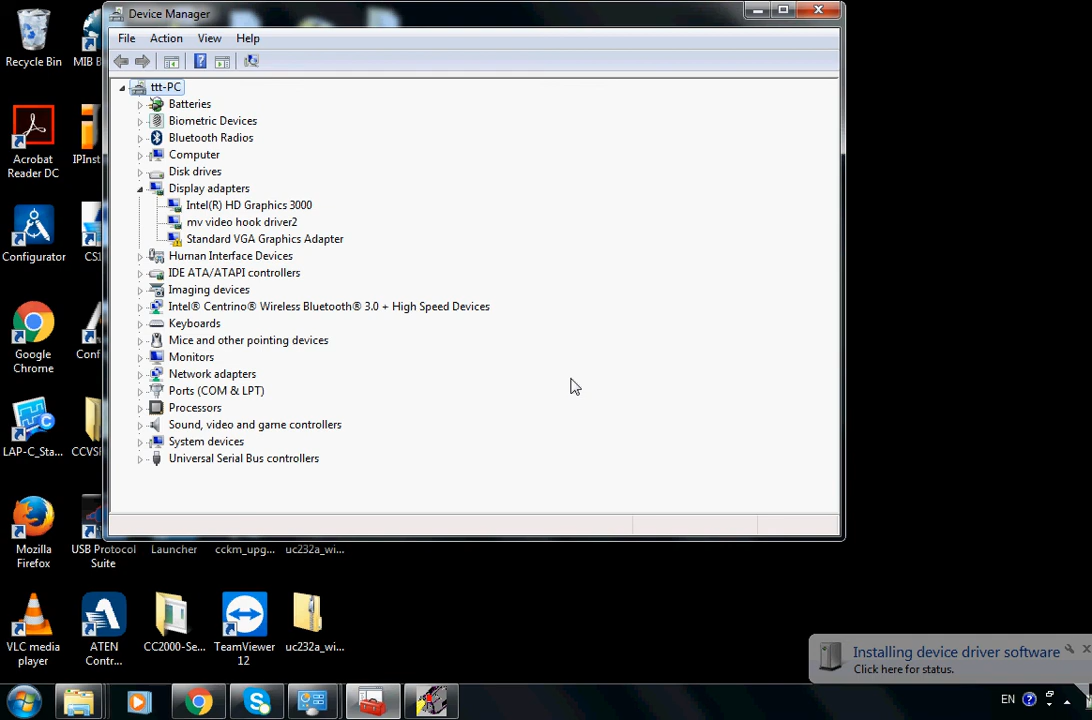 Device Manager
File Action View Help
ttt-PC
Batteries
Biometric Devices
Bluetooth Radios
Computer
Disk drives
Display adapters
Intel(R) HD Graphics 3000
mv video hook driver2
Standard VGA Graphics Adapter
Human Interface Devices
IDE ATA/ATAPI controllers
Imaging devices
Intel® Centrino® Wireless Bluetooth® 3.0 + High Speed Devices
Keyboards
Mice and other pointing devices
Monitors
Network adapters
Ports (COM & LPT)
Processors
Sound, video and game controllers
System devices
Universal Serial Bus controllers
Recycle Bin
MIB B
Acrobat
Reader DC
IPInst
Configurator
CS
Google
Chrome
Conf
LAP-C_Sta...
CCVSR
Mozilla
Firefox
USB Protocol
Suite
Launcher
cckm_upg...
uc232a_wi...
VLC media
player
ATEN
Contr...
CC2000-Se...
TeamViewer
12
uc232a_wi...
Installing device driver software
Click here for status.
EN